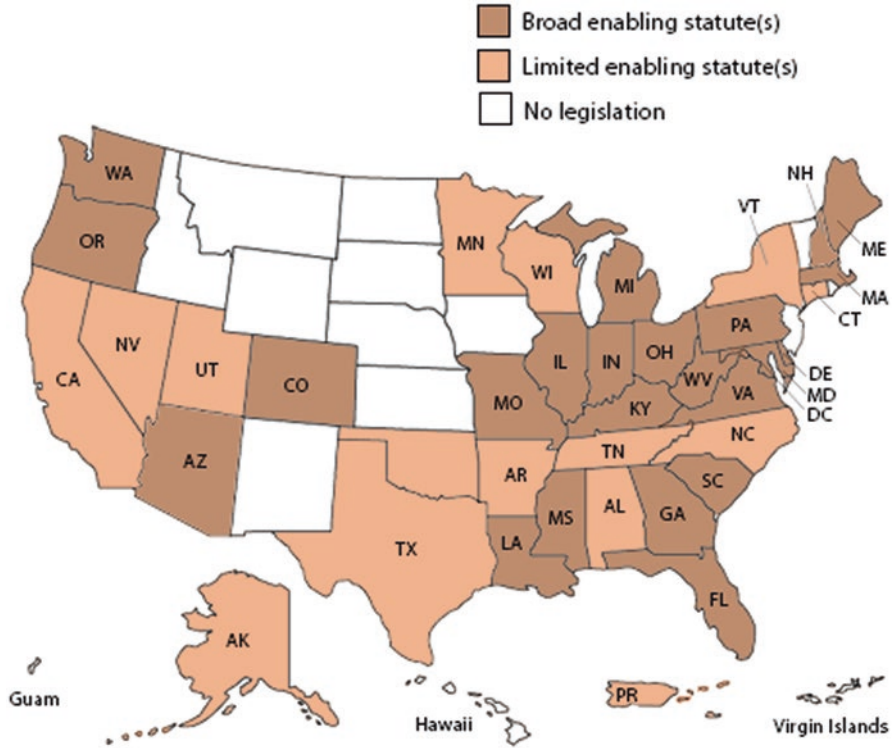 Broad enabling statute(s)
Limited enabling statute(s)
No legislation
WA
NH
VT
OR
MN
ME
WI
MI
MA
CT
PA
NV
UT
CO
IL
IN
OH
CA
WV
DE
MD
DC
VA
MO
KY
NC
TN
AZ
AR
SC
MS
AL
GA
LA
TX
FL
AK
PR
Guam
Hawaii
Virgin Islands